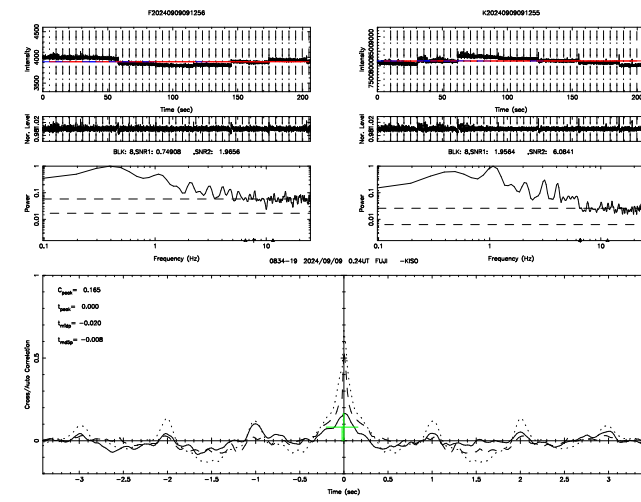 F20240909091256
K20240909091255
Intensity
3500 4000 4500
0 50 100 150 200
Time (sec)
Intensity
0 50 100 150 200
Time (sec)
Nor. Level
Nor. Level
BLK: 8,SNR1: 0.74908 ,SNR2: 1.9656
BLK: 8,SNR1: 1.9564 ,SNR2: 6.0841
Power
0.01 0.1 1
0.1 1 10
Frequency (Hz)
Power
0.01 0.1 1
0.1 1 10
Frequency (Hz)
0834-19 2024/09/09 0.24UT FUJI -KISO
Cpeak= 0.165
tpeak= 0.000
tmidp= -0.020
Cross/Auto Correlation
0 0.5 1
-3 -2.5 -2 -1.5 -1 -0.5 0 0.5 1 1.5 2 2.5 3
Time (sec)